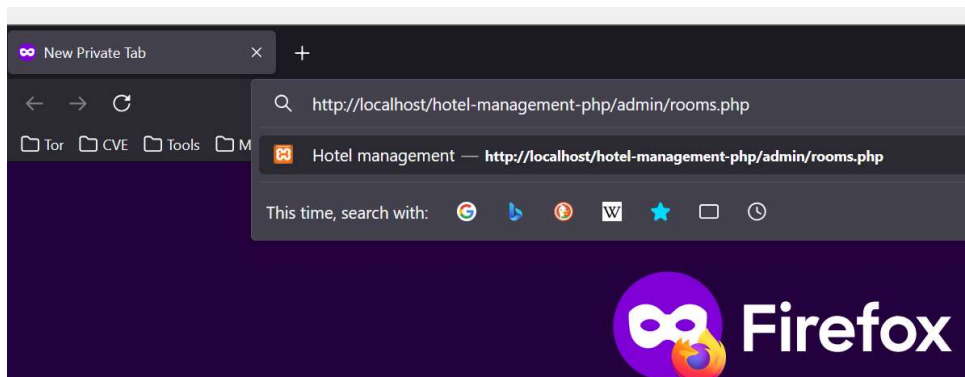 New Private Tab
http://localhost/hotel-management-php/admin/rooms.php
Tor CVE Tools M
Hotel management — http://localhost/hotel-management-php/admin/rooms.php
This time, search with: G b W
Firefox